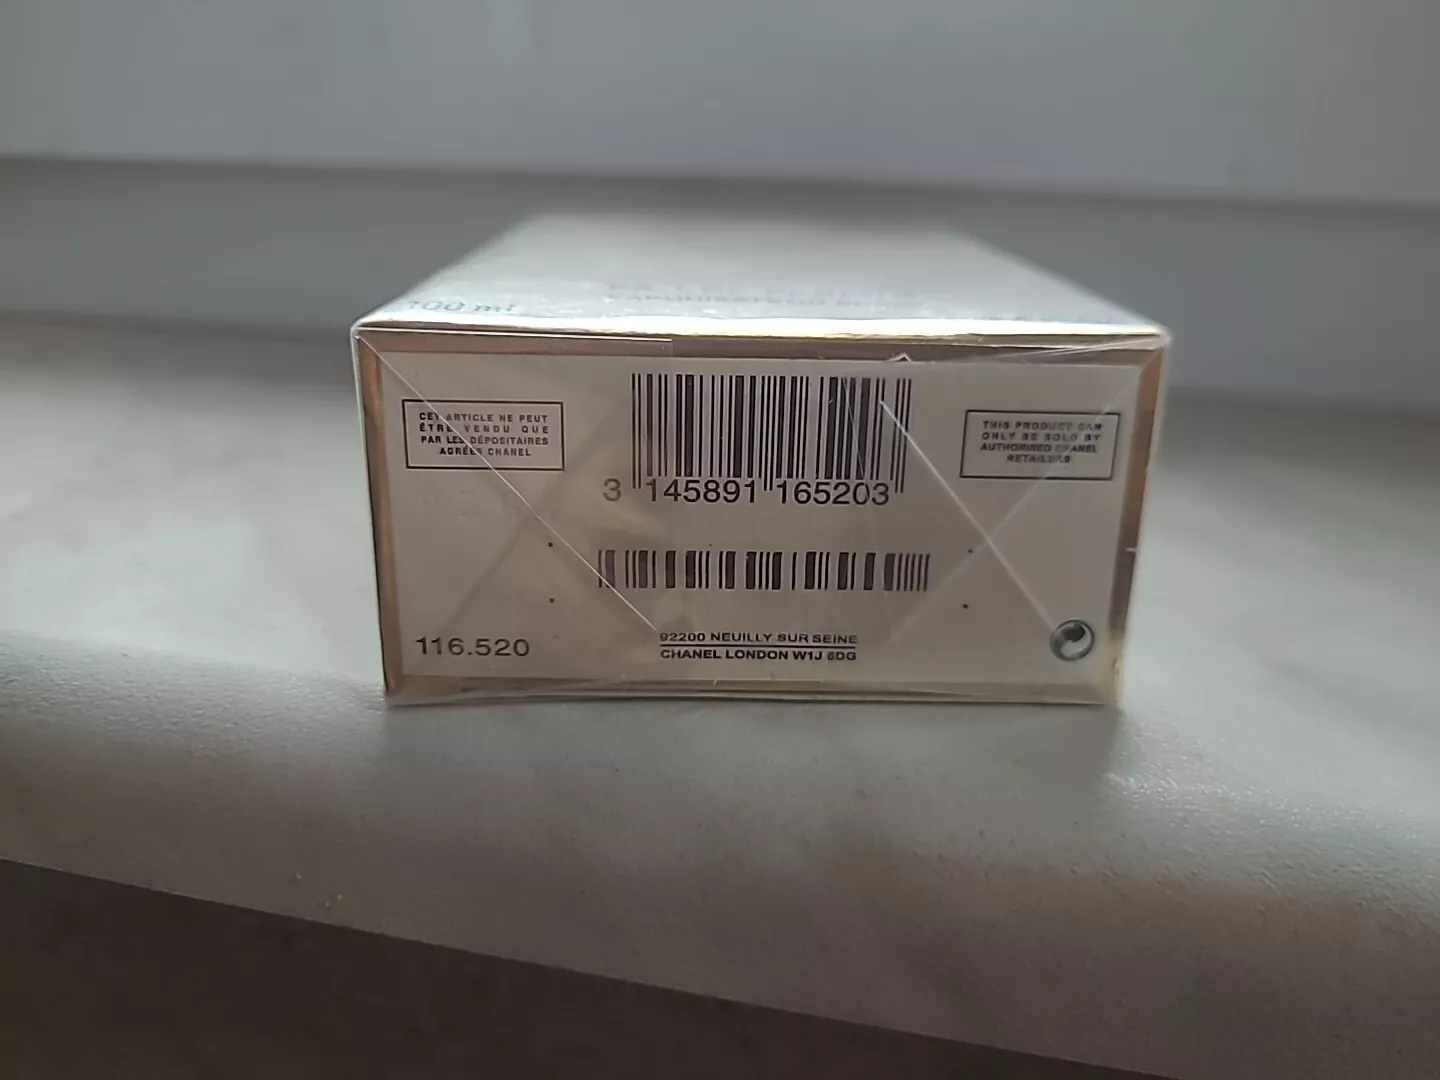 100 ml
CET ARTICLE NE PEUT
ÊTRE VENDU QUE
PAR LES DÉPOSITAIRES
AGRÉÉS CHANEL
THIS PRODUCT CAN
ONLY BE SOLD BY
AUTHORISED CHANEL
RETAILERS
3 145891 165203
116.520
92200 NEUILLY SUR SEINE
CHANEL LONDON W1J 6DG